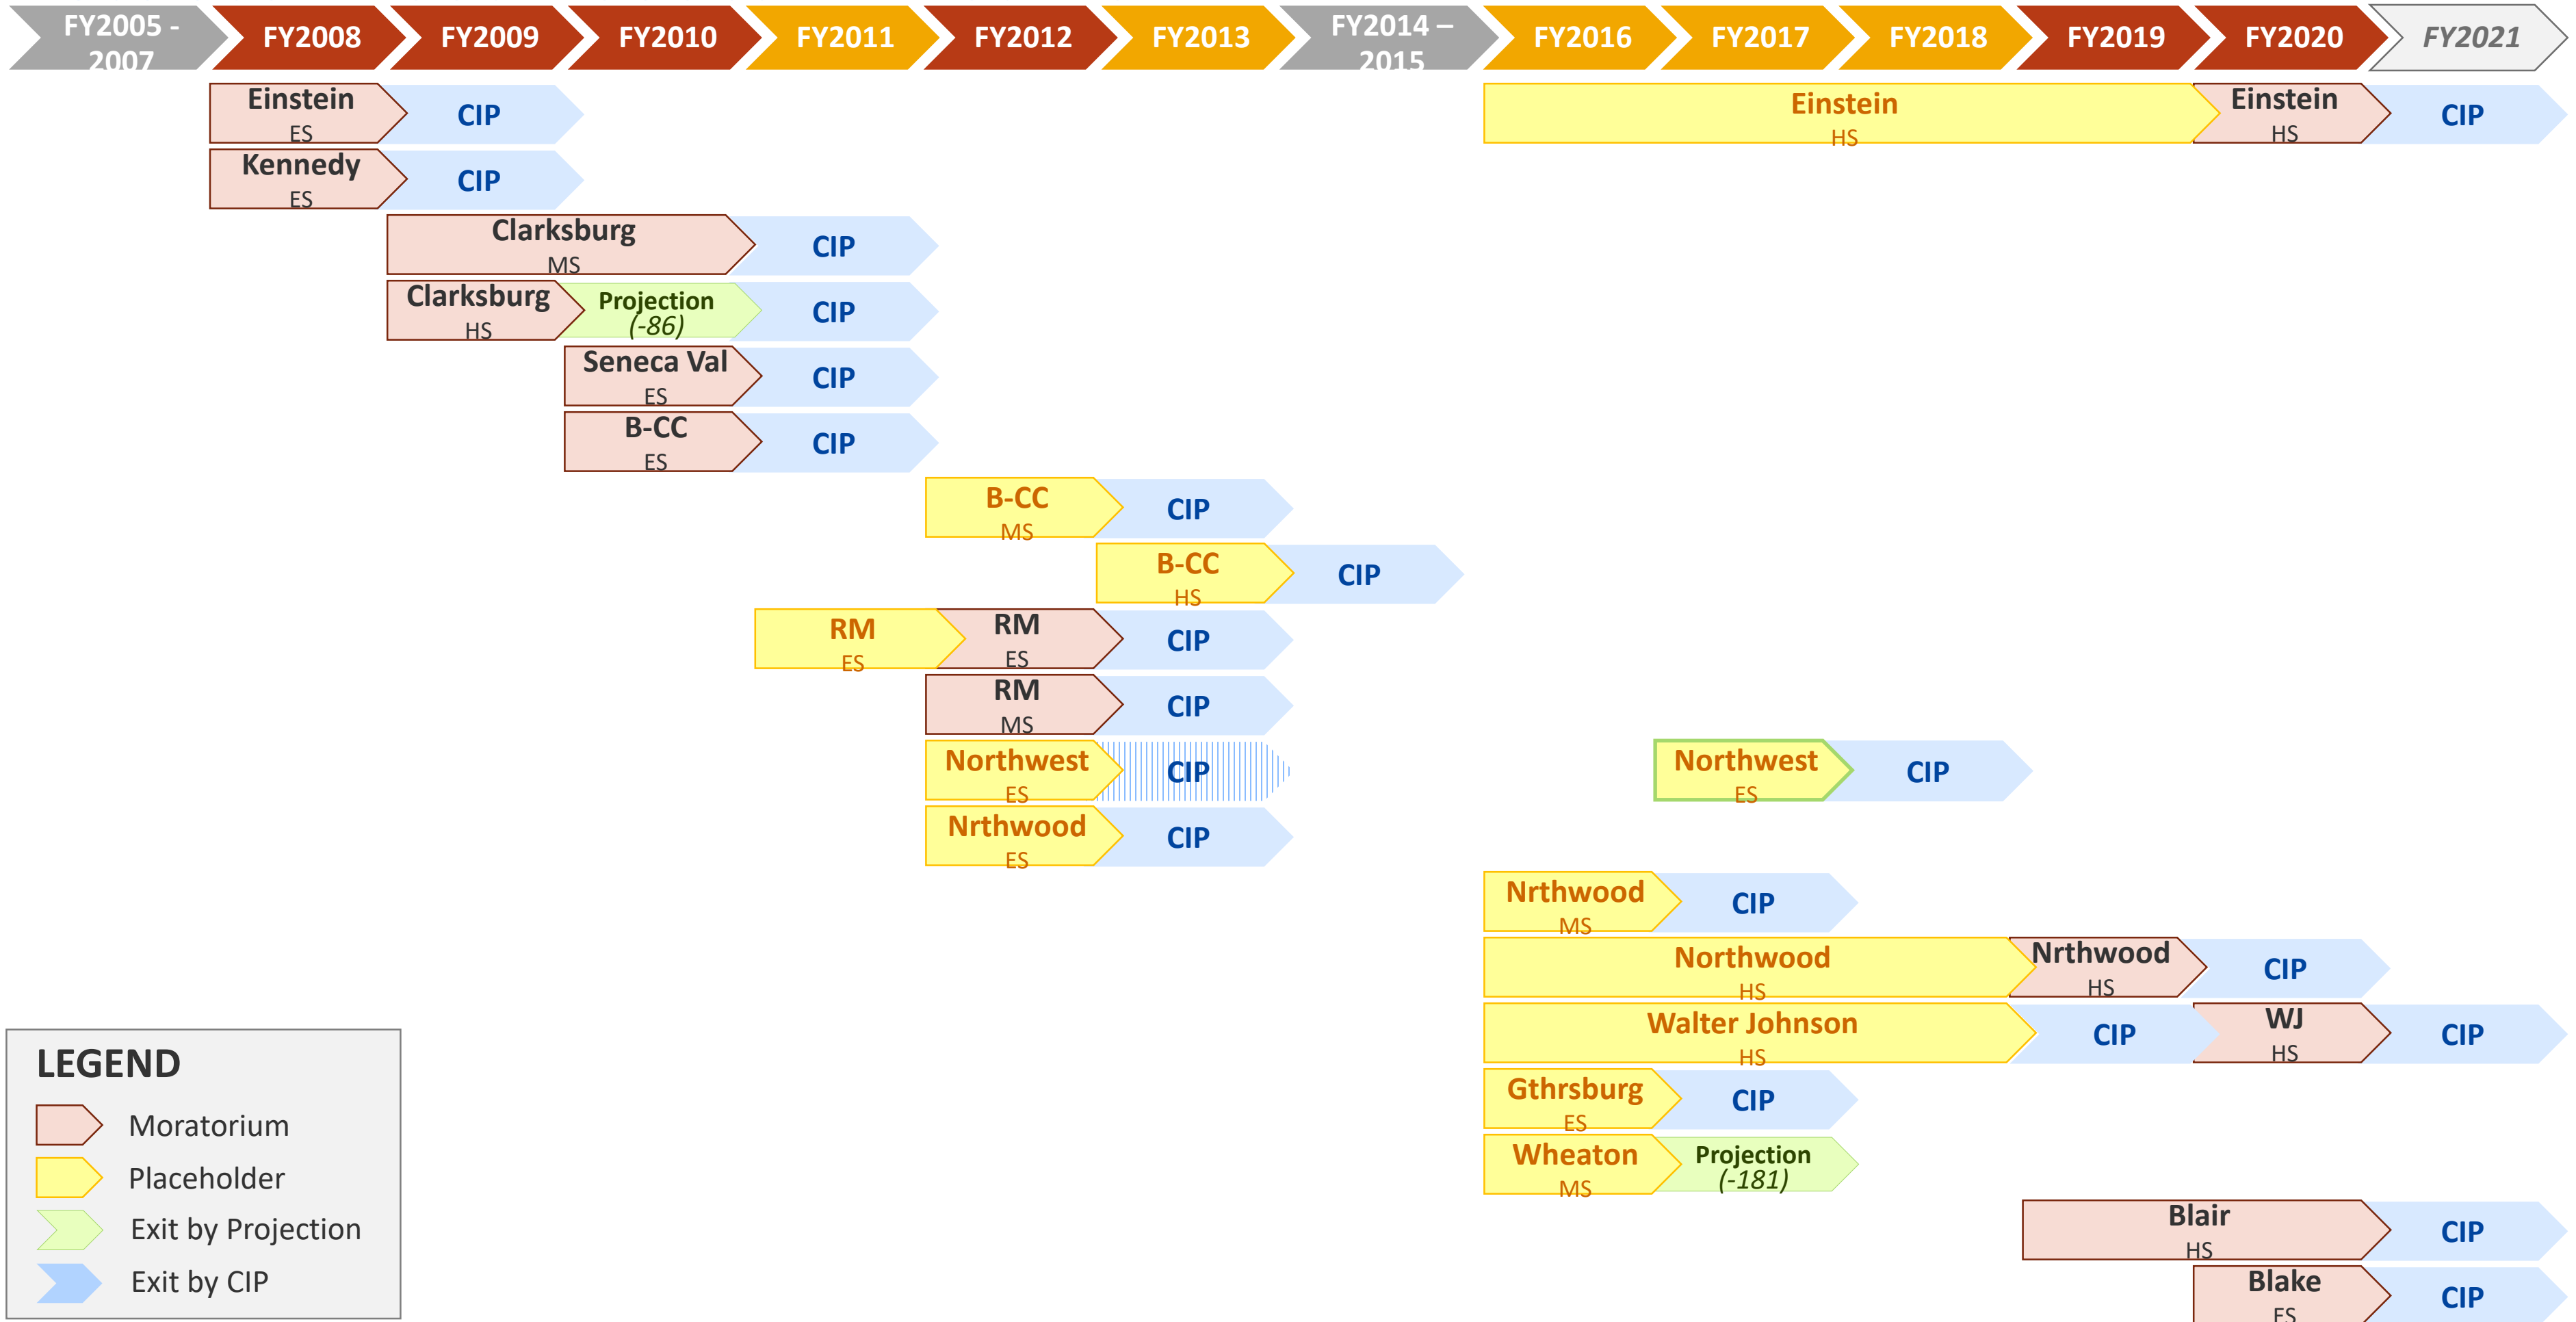 FY2005 -
2007
FY2008
FY2009
FY2010
FY2011
FY2012
FY2013
FY2014 –
2015
FY2016
FY2017
FY2018
FY2019
FY2020
FY2021
Einstein
ES
CIP
Einstein
HS
Einstein
HS
CIP
Kennedy
ES
CIP
Clarksburg
MS
CIP
Clarksburg
HS
Projection
(-86)
CIP
Seneca Val
ES
CIP
B-CC
ES
CIP
B-CC
MS
CIP
B-CC
HS
CIP
RM
ES
RM
ES
CIP
RM
MS
CIP
Northwest
ES
CIP
Northwest
ES
CIP
Nrthwood
ES
CIP
Nrthwood
MS
CIP
Northwood
HS
Nrthwood
HS
CIP
Walter Johnson
HS
CIP
WJ
HS
CIP
Gthrsburg
ES
CIP
Wheaton
MS
Projection
(-181)
Blair
HS
CIP
Blake
ES
CIP
LEGEND
Moratorium
Placeholder
Exit by Projection
Exit by CIP